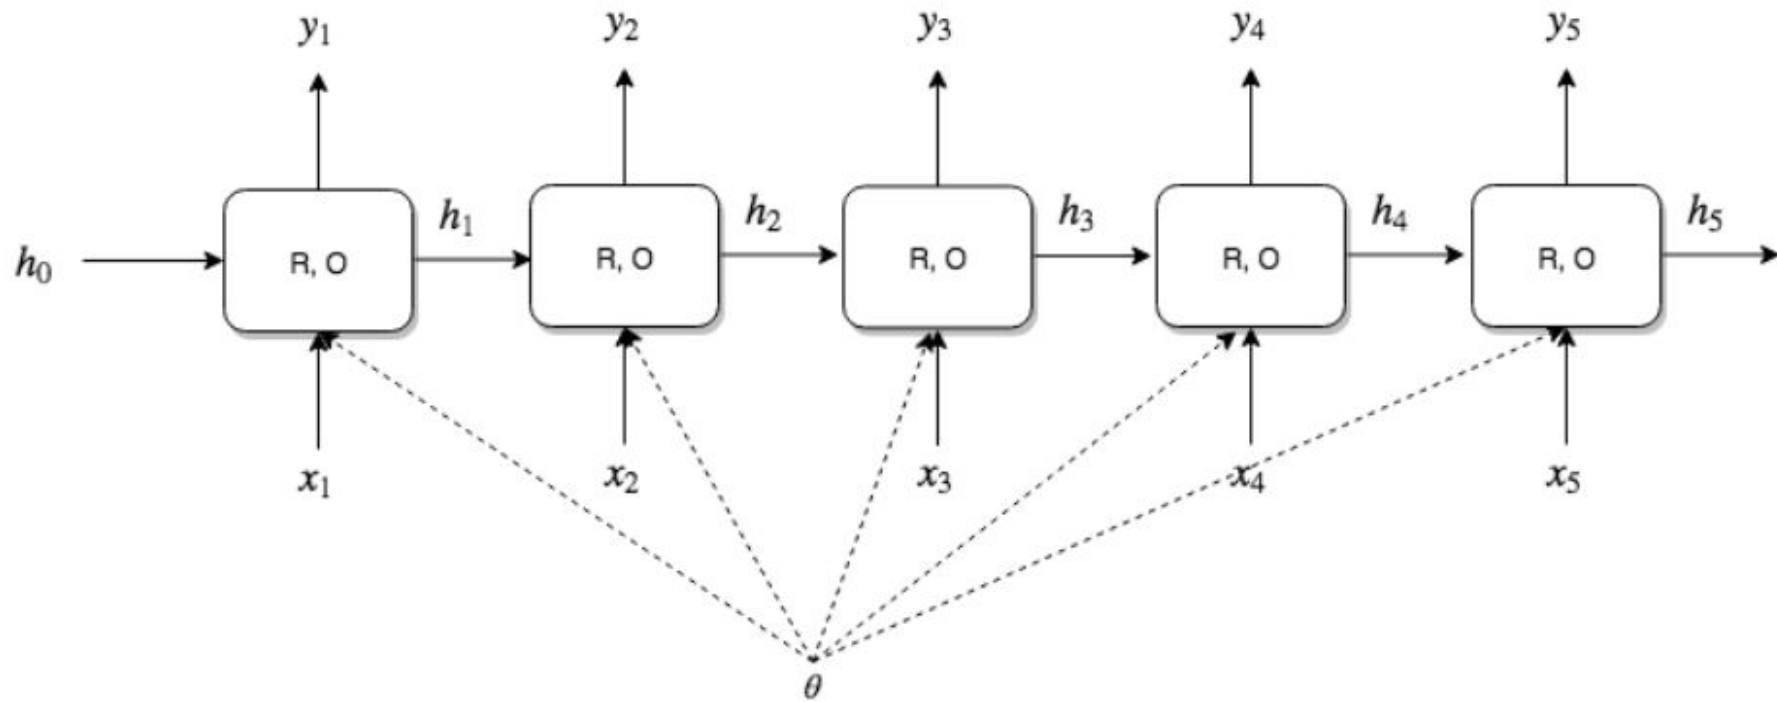 y₁ y₂ y₃ y₄ y₅
h₁ h₂ h₃ h₄ h₅
h₀ R, O R, O R, O R, O R, O
x₁ x₂ x₃ x₄ x₅
θ